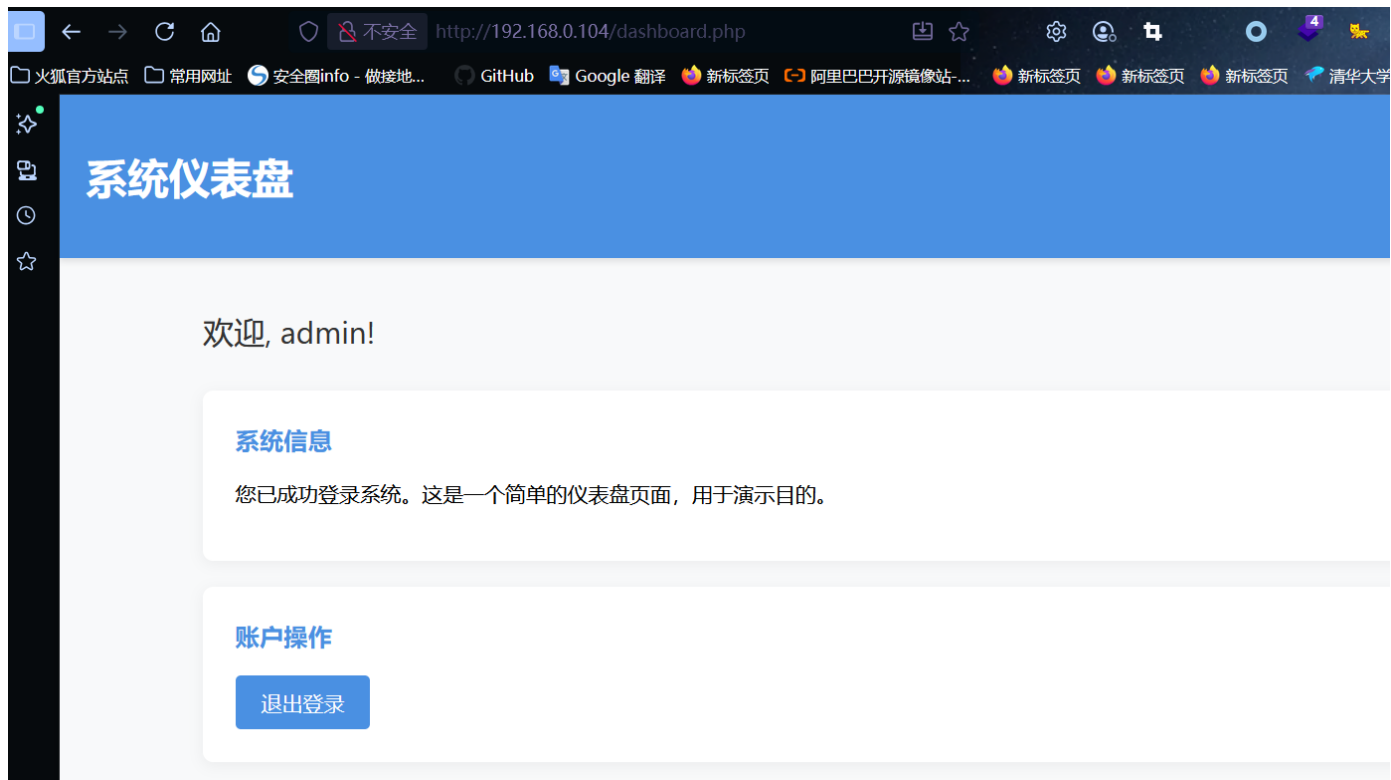 不安全 http://192.168.0.104/dashboard.php 4
火狐官方站点 常用网址 安全圈info - 做接地... GitHub Google 翻译 新标签页 阿里巴巴开源镜像站-... 新标签页 新标签页 新标签页 清华大学
系统仪表盘
欢迎, admin!
系统信息
您已成功登录系统。这是一个简单的仪表盘页面，用于演示目的。
账户操作
退出登录